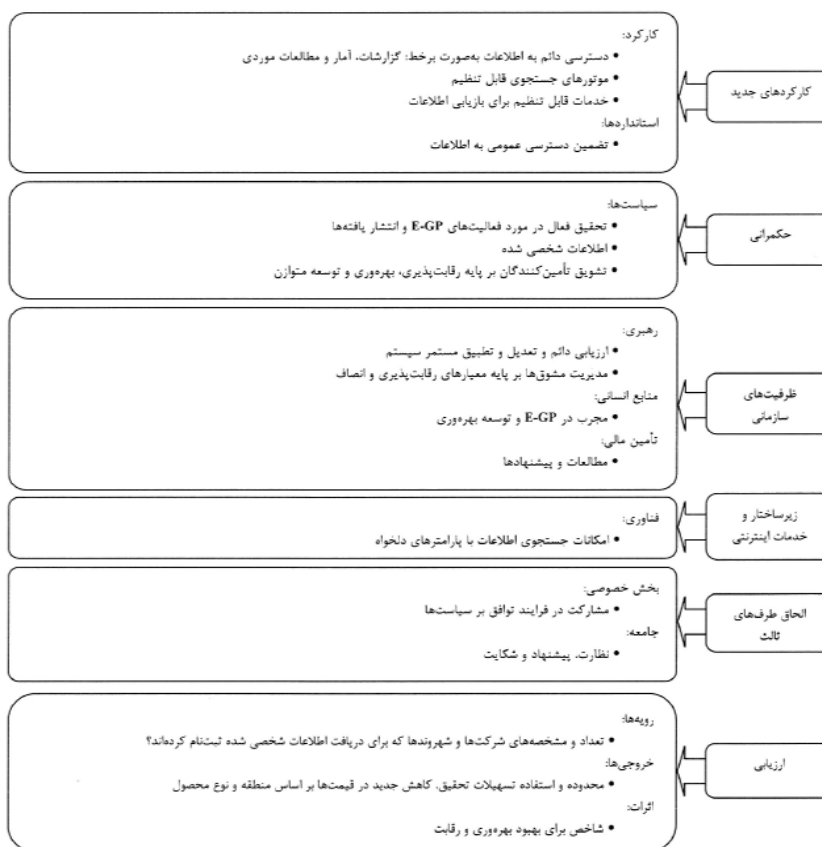 کارکردهای جدید
کارکرد:
• دسترسی دائم به اطلاعات به‌صورت برخط: گزارشات، آمار و مطالعات موردی
• موتورهای جستجوی قابل تنظیم
• خدمات قابل تنظیم برای بازیابی اطلاعات
استانداردها:
• تضمین دسترسی عمومی به اطلاعات
حکمرانی
سیاست‌ها:
• تحقیق فعال در مورد فعالیت‌های E-GP و انتشار یافته‌ها
• اطلاعات شخصی شده
• تشویق تأمین‌کنندگان بر پایه رقابت‌پذیری، بهره‌وری و توسعه متوازن
ظرفیت‌های
سازمانی
رهبری:
• ارزیابی دائم و تعدیل و تطبیق مستمر سیستم
• مدیریت مشوق‌ها بر پایه معیارهای رقابت‌پذیری و انصاف
منابع انسانی:
• مجرب در E-GP و توسعه بهره‌وری
تأمین مالی:
• مطالعات و پیشنهادها
زیرساختار و
خدمات اینترنتی
فناوری:
• امکانات جستجوی اطلاعات با پارامترهای دلخواه
الحاق طرف‌های
ثالث
بخش خصوصی:
• مشارکت در فرایند توافق بر سیاست‌ها
جامعه:
• نظارت، پیشنهاد و شکایت
ارزیابی
رویه‌ها:
• تعداد و مشخصه‌های شرکت‌ها و شهروندها که برای دریافت اطلاعات شخصی شده ثبت‌نام کرده‌اند؟
خروجی‌ها:
• محدوده و استفاده تسهیلات تحقیق، کاهش جدید در قیمت‌ها بر اساس منطقه و نوع محصول
اثرات:
• شاخص برای بهبود بهره‌وری و رقابت